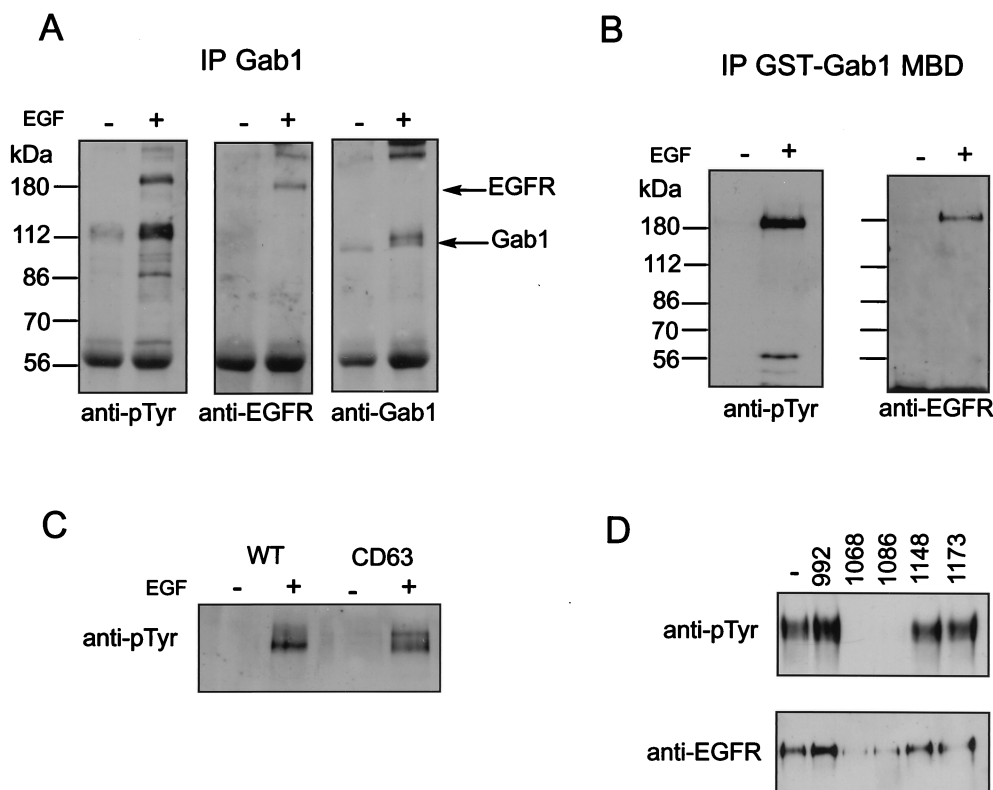 A
IP Gab1
EGF - + - + - +
kDa
180
112
86
70
56
EGFR
Gab1
anti-pTyr anti-EGFR anti-Gab1
B
IP GST-Gab1 MBD
EGF - + - +
kDa
180
112
86
70
56
anti-pTyr anti-EGFR
C
WT CD63
EGF - + - +
anti-pTyr
D
- 992 1068 1086 1148 1173
anti-pTyr
anti-EGFR